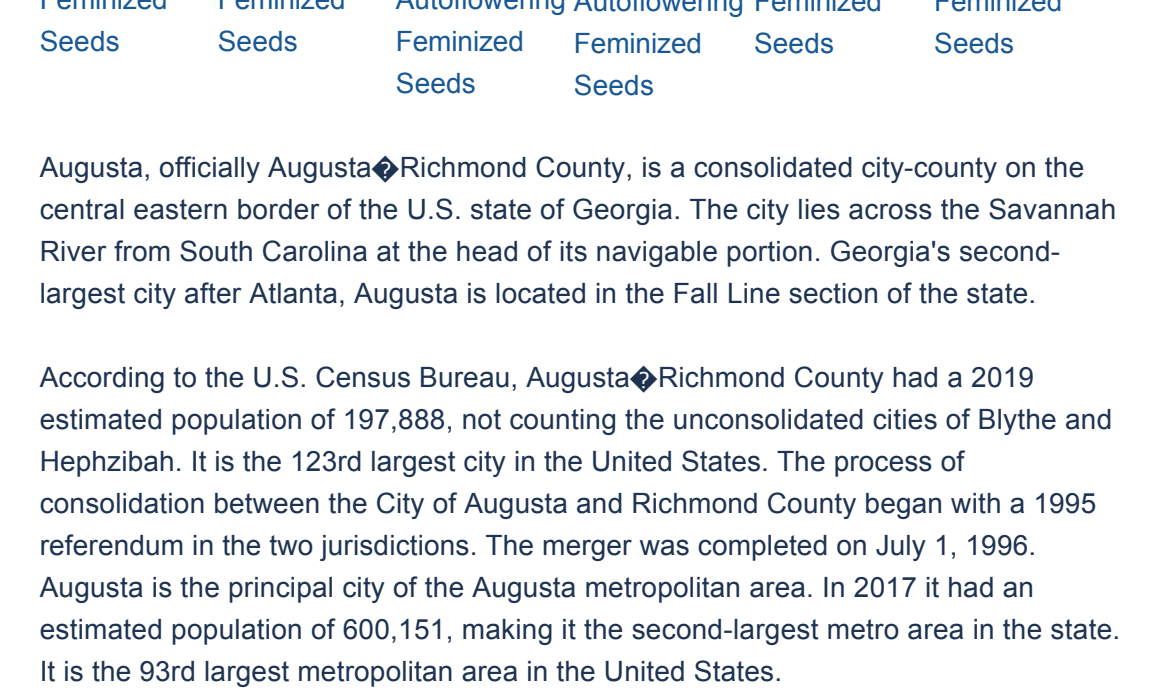 Feminized Feminized Autoflowering Autoflowering Feminized Feminized
Seeds Seeds Feminized Feminized Seeds Seeds
Seeds Seeds
Augusta, officially Augusta�Richmond County, is a consolidated city-county on the
central eastern border of the U.S. state of Georgia. The city lies across the Savannah
River from South Carolina at the head of its navigable portion. Georgia's second-
largest city after Atlanta, Augusta is located in the Fall Line section of the state.
According to the U.S. Census Bureau, Augusta�Richmond County had a 2019
estimated population of 197,888, not counting the unconsolidated cities of Blythe and
Hephzibah. It is the 123rd largest city in the United States. The process of
consolidation between the City of Augusta and Richmond County began with a 1995
referendum in the two jurisdictions. The merger was completed on July 1, 1996.
Augusta is the principal city of the Augusta metropolitan area. In 2017 it had an
estimated population of 600,151, making it the second-largest metro area in the state.
It is the 93rd largest metropolitan area in the United States.